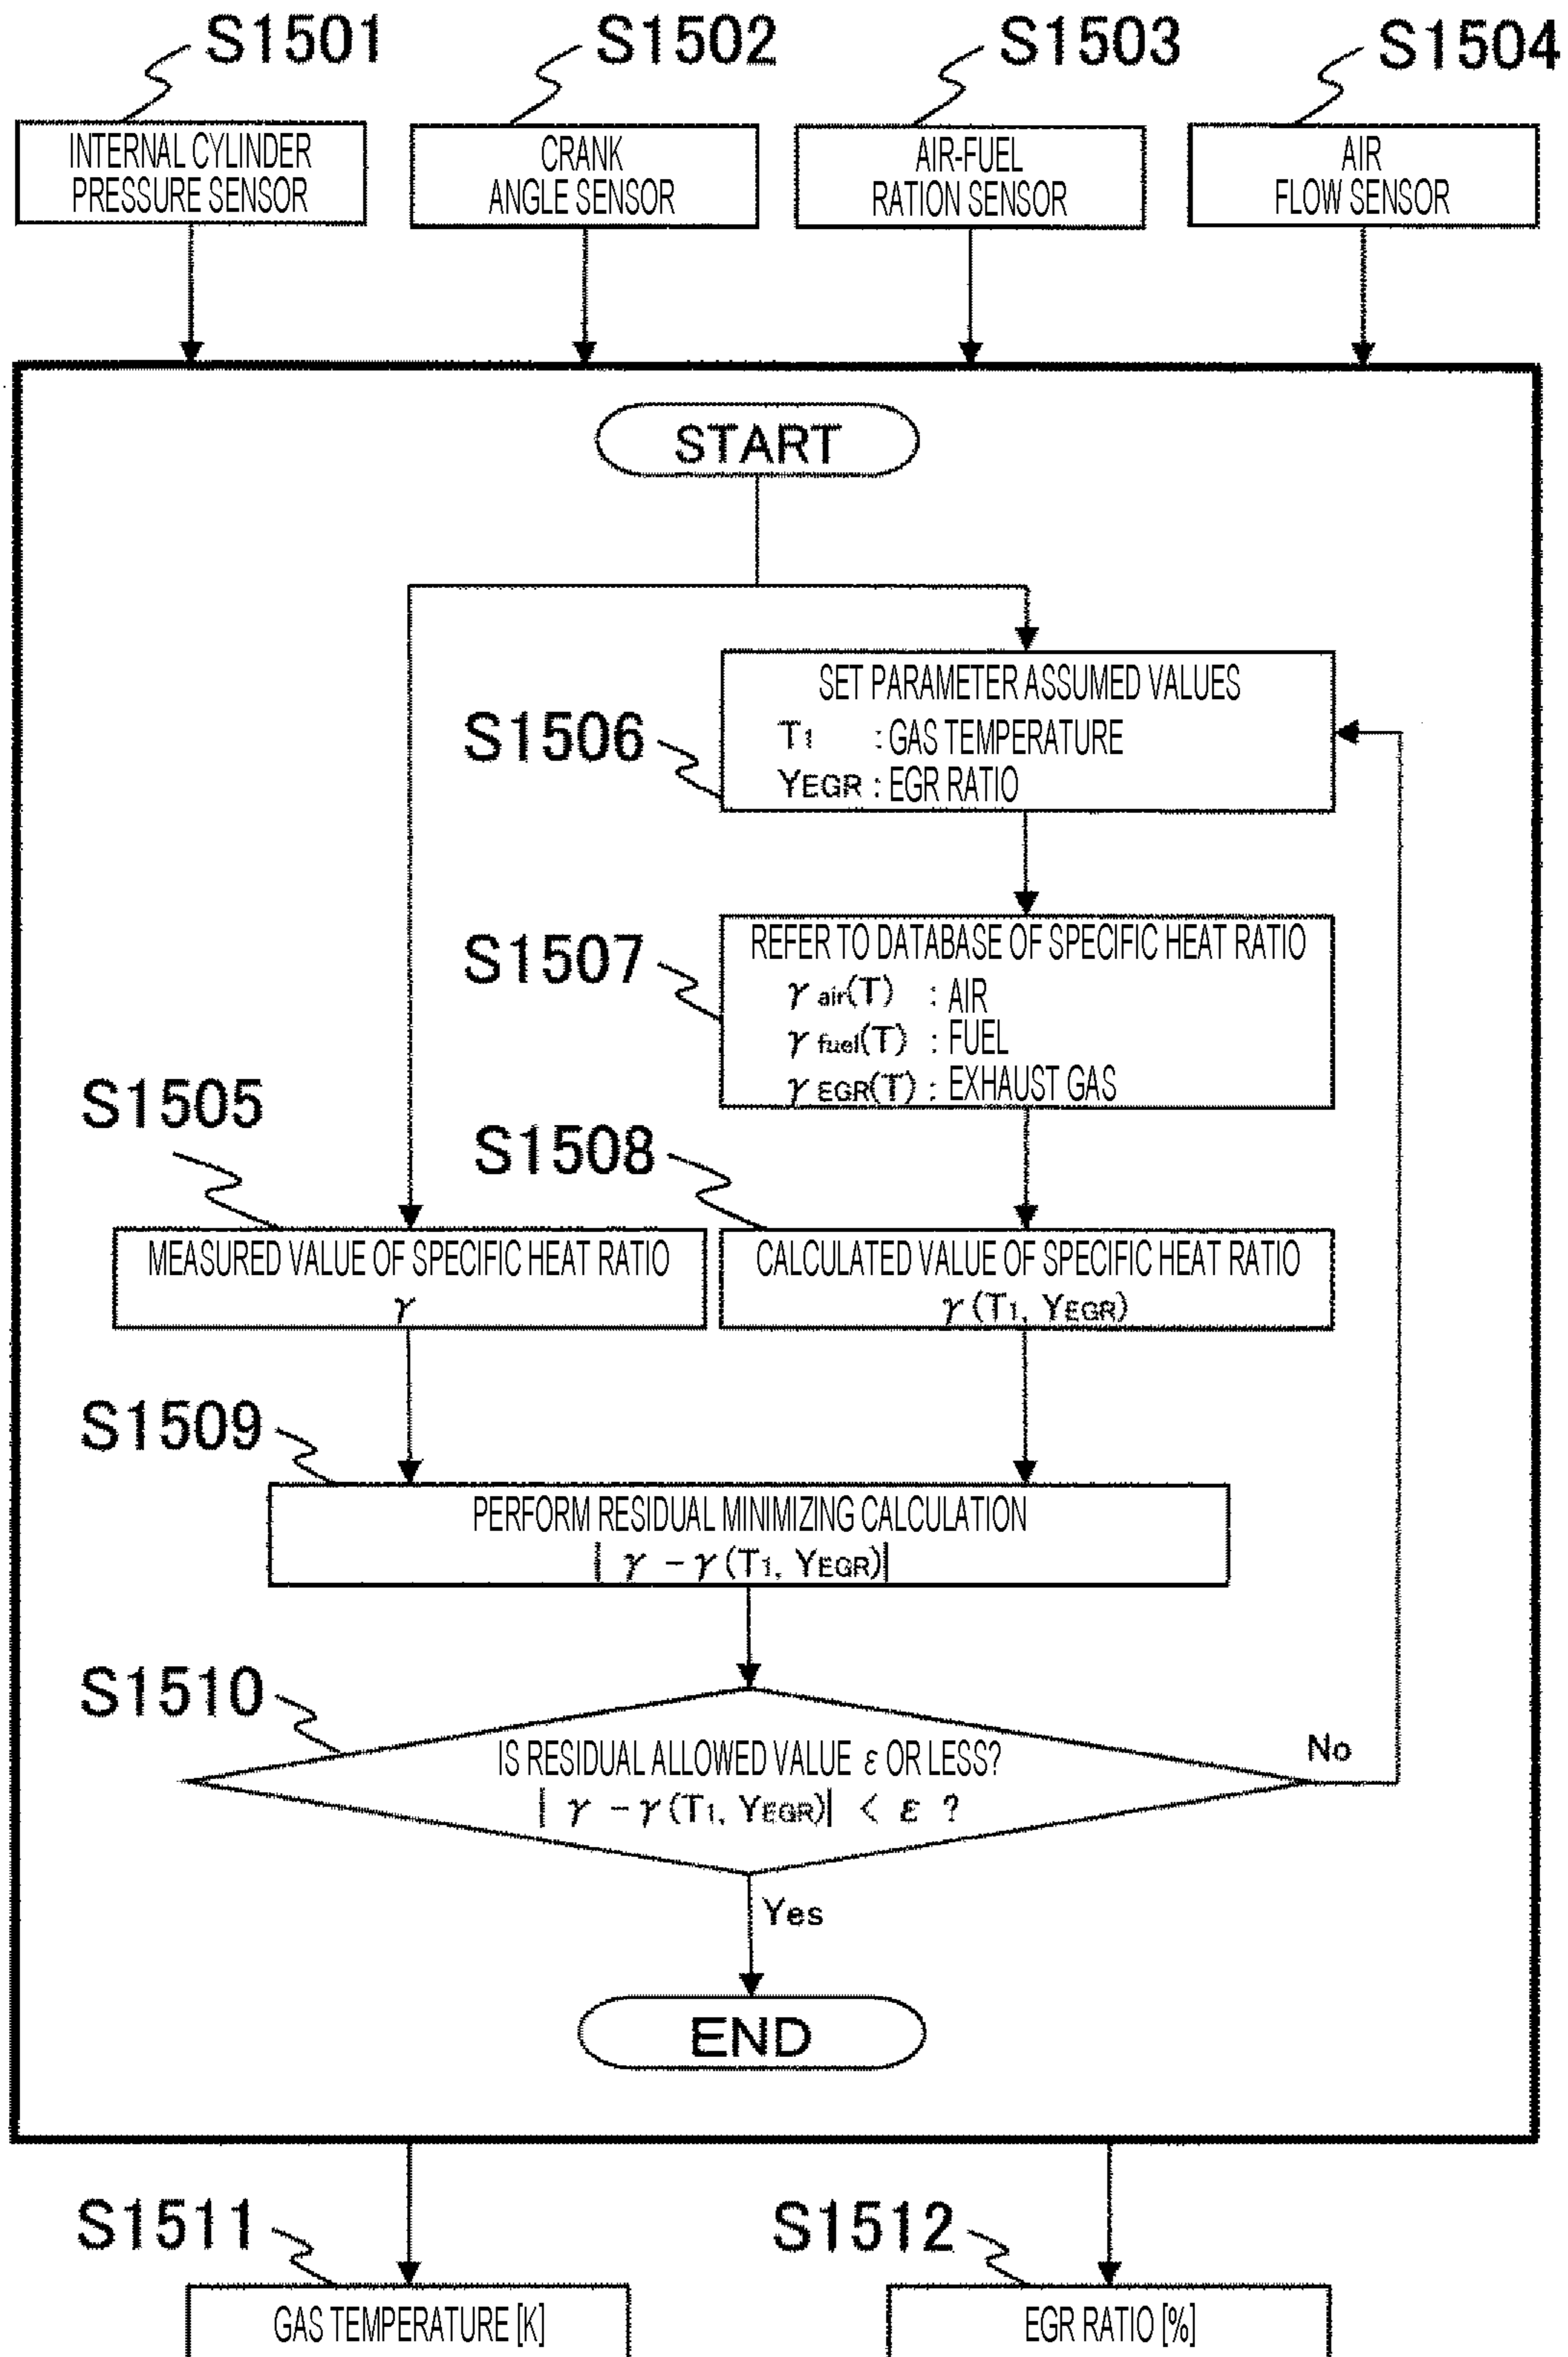 S1501 S1502 S1503 S1504
INTERNAL CYLINDER
PRESSURE SENSOR
CRANK
ANGLE SENSOR
AIR-FUEL
RATION SENSOR
AIR
FLOW SENSOR
START
S1506
SET PARAMETER ASSUMED VALUES
T1 : GAS TEMPERATURE
YEGR : EGR RATIO
S1507
REFER TO DATABASE OF SPECIFIC HEAT RATIO
γ air(T) : AIR
γ fuel(T) : FUEL
γ EGR(T) : EXHAUST GAS
S1505
MEASURED VALUE OF SPECIFIC HEAT RATIO
γ
S1508
CALCULATED VALUE OF SPECIFIC HEAT RATIO
γ (T1, YEGR)
S1509
PERFORM RESIDUAL MINIMIZING CALCULATION
| γ - γ (T1, YEGR)|
S1510
IS RESIDUAL ALLOWED VALUE ε OR LESS?
| γ - γ (T1, YEGR)| < ε ?
No
Yes
END
S1511
GAS TEMPERATURE [K]
S1512
EGR RATIO [%]